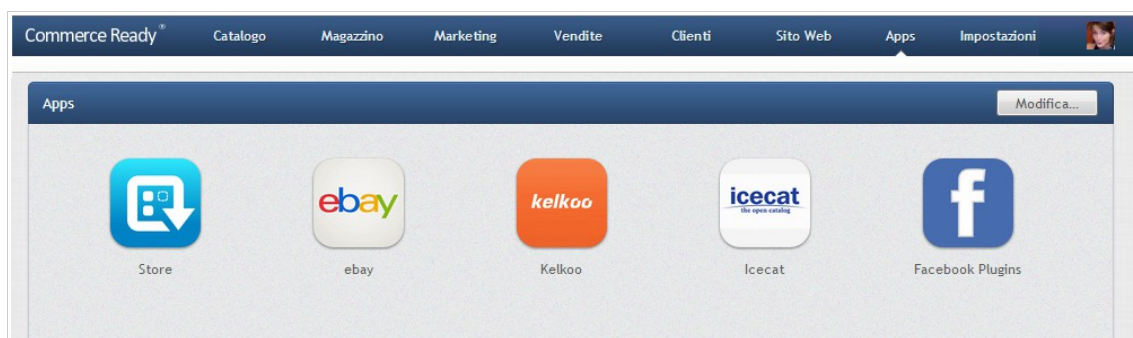 Commerce Ready® Catalogo Magazzino Marketing Vendite Clienti Sito Web Apps Impostazioni
Apps Modifica...
ebay kelkoo icecat f
the open catalog
Store ebay Kelkoo Icecat Facebook Plugins